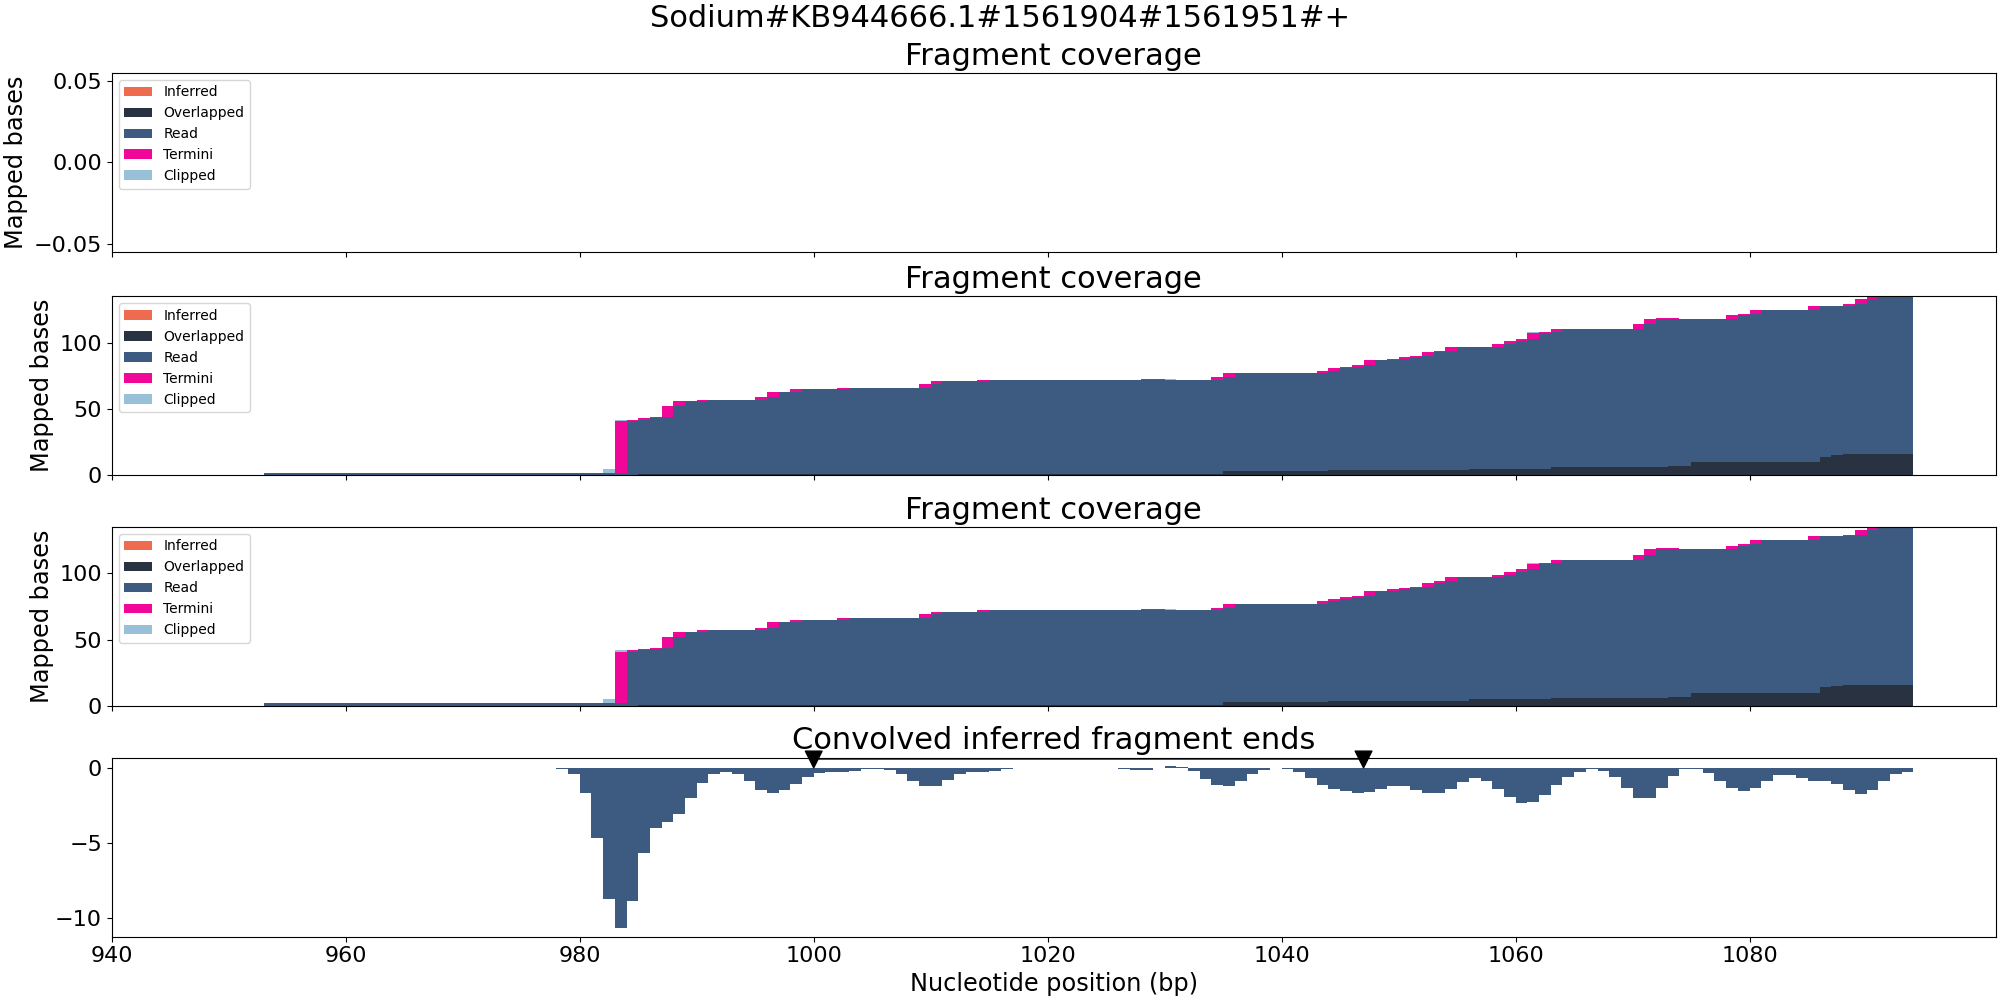 Sodium#KB944666.1#1561904#1561951#+
Fragment coverage
Mapped bases
0.05
0.00
−0.05
Inferred
Overlapped
Read
Termini
Clipped
Fragment coverage
Mapped bases
100
50
0
Inferred
Overlapped
Read
Termini
Clipped
Fragment coverage
Mapped bases
100
50
0
Inferred
Overlapped
Read
Termini
Clipped
Convolved inferred fragment ends
0
−5
−10
940 960 980 1000 1020 1040 1060 1080
Nucleotide position (bp)